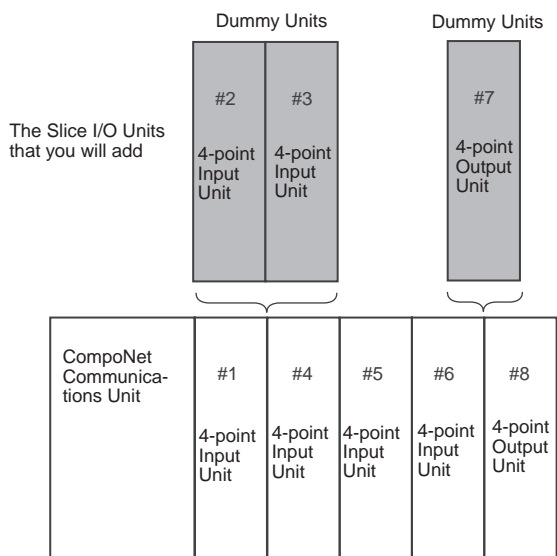 Dummy Units
Dummy Units
#2
#3
#7
The Slice I/O Units
that you will add
4-point
Input
Unit
4-point
Input
Unit
4-point
Output
Unit
CompoNet
Communica-
tions Unit
#1
#4
#5
#6
#8
4-point
Input
Unit
4-point
Input
Unit
4-point
Input
Unit
4-point
Input
Unit
4-point
Output
Unit